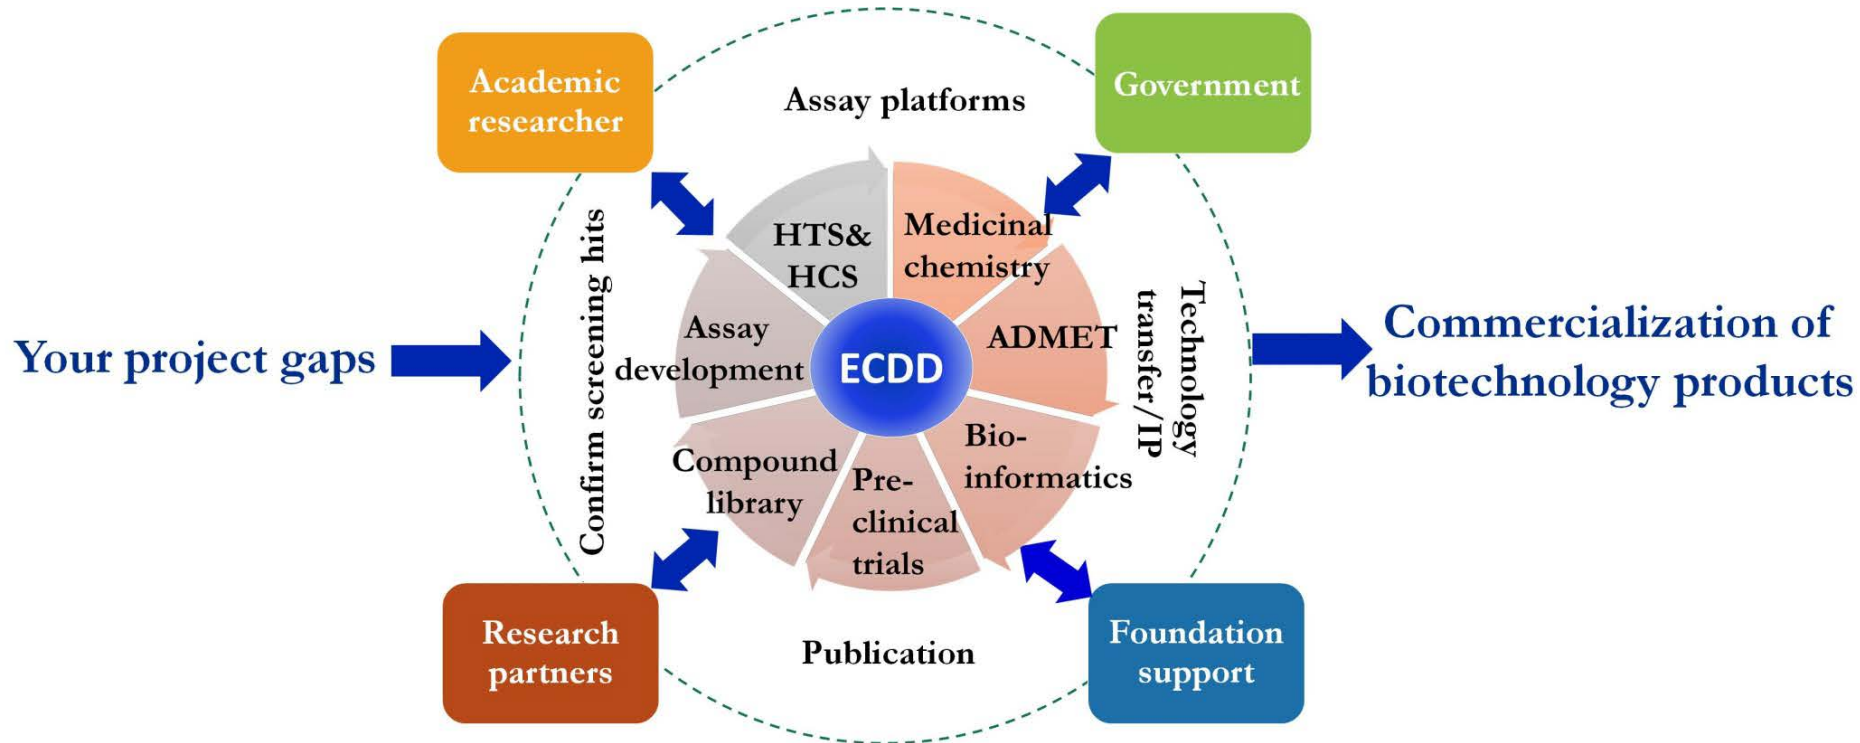 Academic
researcher
Government
Assay platforms
HTS&
HCS
Medicinal
chemistry
Confirm screening hits
Technology
transfer/IP
Your project gaps
Assay
development
ECDD
ADMET
Commercialization of
biotechnology products
Compound
library
Pre-
clinical
trials
Bio-
informatics
Research
partners
Publication
Foundation
support